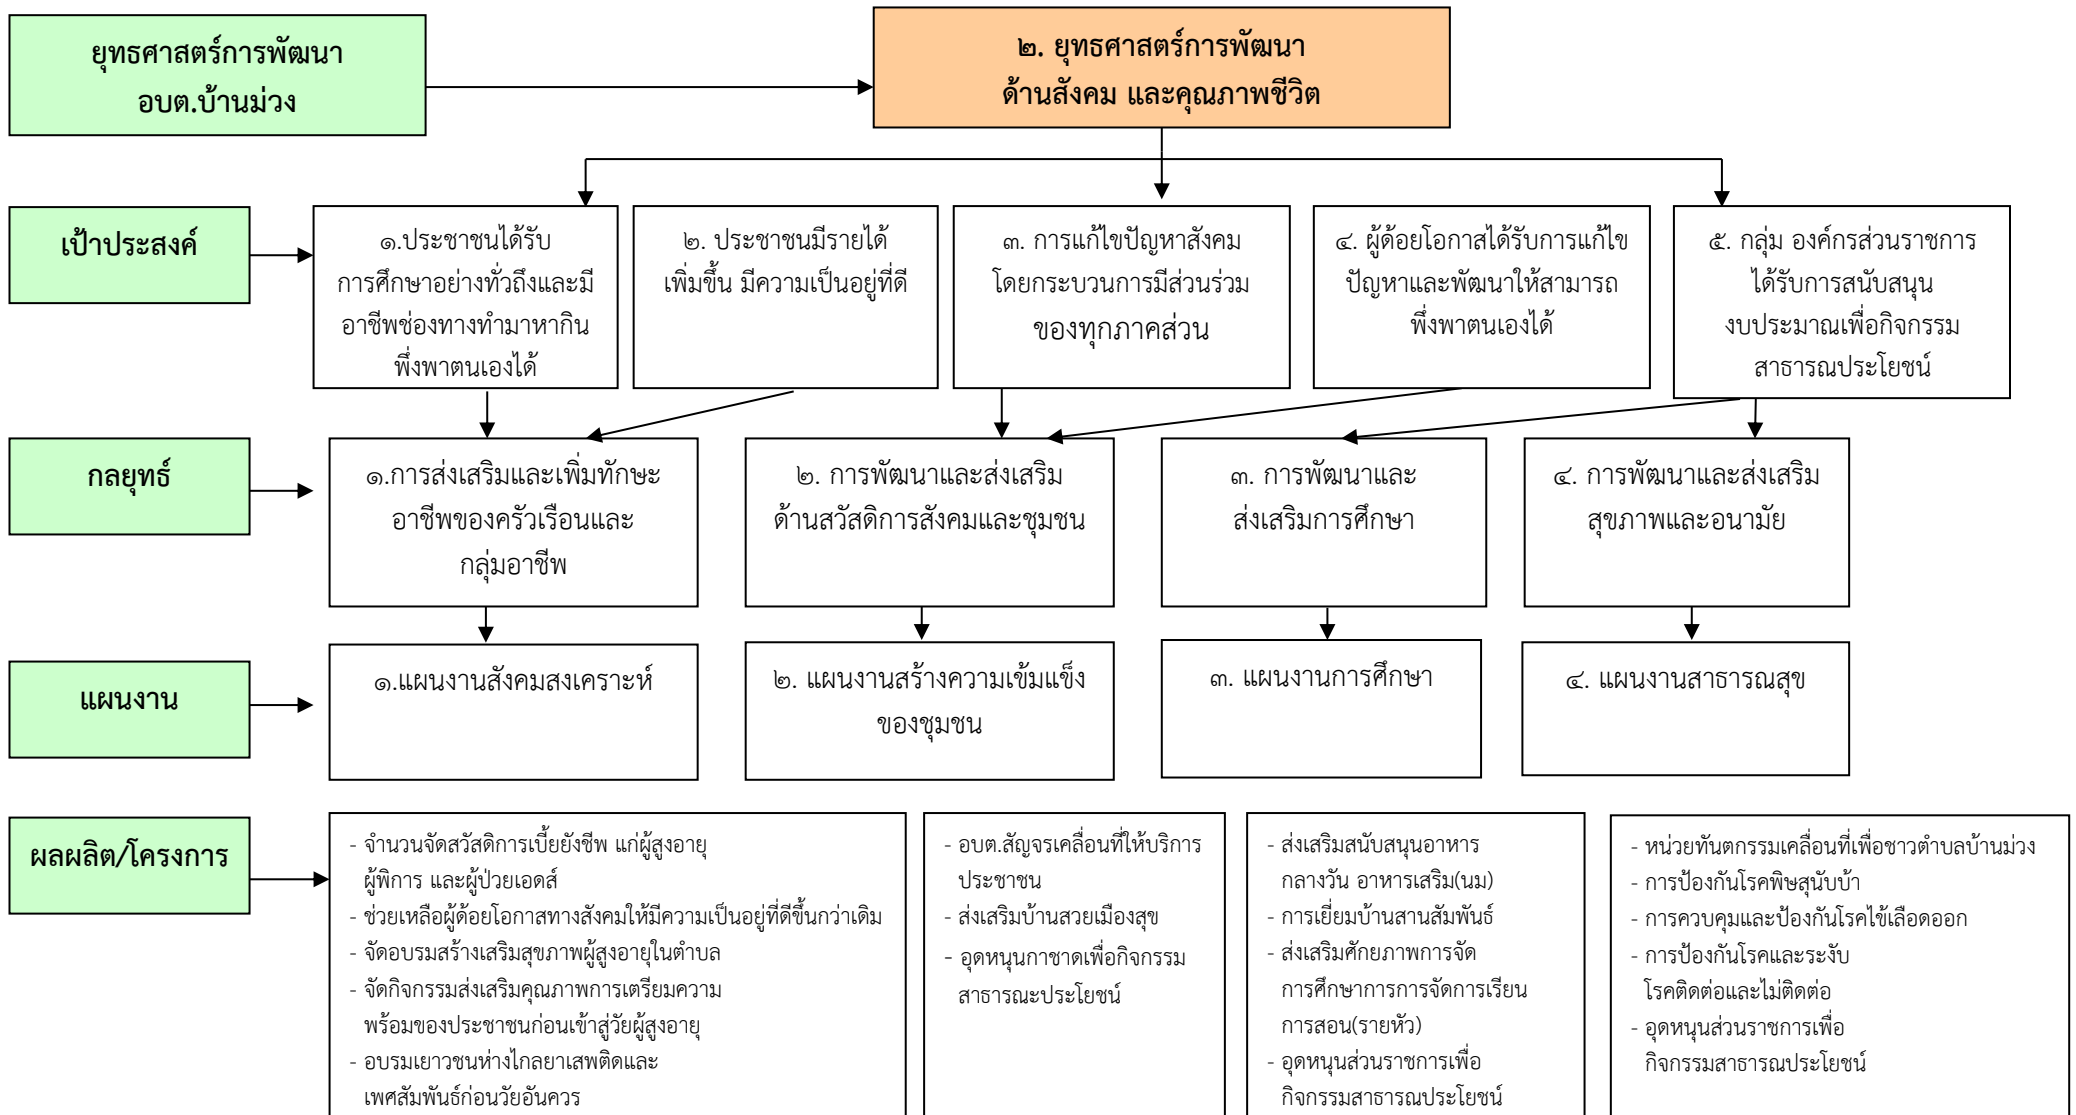 ยุทธศาสตร์การพัฒนา
อบต.บ้านม่วง
๒. ยุทธศาสตร์การพัฒนา
ด้านสังคม และคุณภาพชีวิต
เป้าประสงค์
๑.ประชาชนได้รับ
การศึกษาอย่างทั่วถึงและมี
อาชีพช่องทางทำมาหากิน
พึ่งพาตนเองได้
๒. ประชาชนมีรายได้
เพิ่มขึ้น มีความเป็นอยู่ที่ดี
๓. การแก้ไขปัญหาสังคม
โดยกระบวนการมีส่วนร่วม
ของทุกภาคส่วน
๔. ผู้ด้อยโอกาสได้รับการแก้ไข
ปัญหาและพัฒนาให้สามารถ
พึ่งพาตนเองได้
๕. กลุ่ม องค์กรส่วนราชการ
ได้รับการสนับสนุน
งบประมาณเพื่อกิจกรรม
สาธารณประโยชน์
กลยุทธ์
๑.การส่งเสริมและเพิ่มทักษะ
อาชีพของครัวเรือนและ
กลุ่มอาชีพ
๒. การพัฒนาและส่งเสริม
ด้านสวัสดิการสังคมและชุมชน
๓. การพัฒนาและ
ส่งเสริมการศึกษา
๔. การพัฒนาและส่งเสริม
สุขภาพและอนามัย
แผนงาน
๑.แผนงานสังคมสงเคราะห์
๒. แผนงานสร้างความเข้มแข็ง
ของชุมชน
๓. แผนงานการศึกษา
๔. แผนงานสาธารณสุข
ผลผลิต/โครงการ
- จำนวนจัดสวัสดิการเบี้ยยังชีพ แก่ผู้สูงอายุ
ผู้พิการ และผู้ป่วยเอดส์
- ช่วยเหลือผู้ด้อยโอกาสทางสังคมให้มีความเป็นอยู่ที่ดีขึ้นกว่าเดิม
- จัดอบรมสร้างเสริมสุขภาพผู้สูงอายุในตำบล
- จัดกิจกรรมส่งเสริมคุณภาพการเตรียมความ
พร้อมของประชาชนก่อนเข้าสู่วัยผู้สูงอายุ
- อบรมเยาวชนห่างไกลยาเสพติดและ
เพศสัมพันธ์ก่อนวัยอันควร
- อบต.สัญจรเคลื่อนที่ให้บริการ
ประชาชน
- ส่งเสริมบ้านสวยเมืองสุข
- อุดหนุนกาชาดเพื่อกิจกรรม
สาธารณะประโยชน์
- ส่งเสริมสนับสนุนอาหาร
กลางวัน อาหารเสริม(นม)
- การเยี่ยมบ้านสานสัมพันธ์
- ส่งเสริมศักยภาพการจัด
การศึกษาการการจัดการเรียน
การสอน(รายหัว)
- อุดหนุนส่วนราชการเพื่อ
กิจกรรมสาธารณประโยชน์
- หน่วยทันตกรรมเคลื่อนที่เพื่อชาวตำบลบ้านม่วง
- การป้องกันโรคพิษสุนับบ้า
- การควบคุมและป้องกันโรคไข้เลือดออก
- การป้องกันโรคและระงับ
โรคติดต่อและไม่ติดต่อ
- อุดหนุนส่วนราชการเพื่อ
กิจกรรมสาธารณประโยชน์